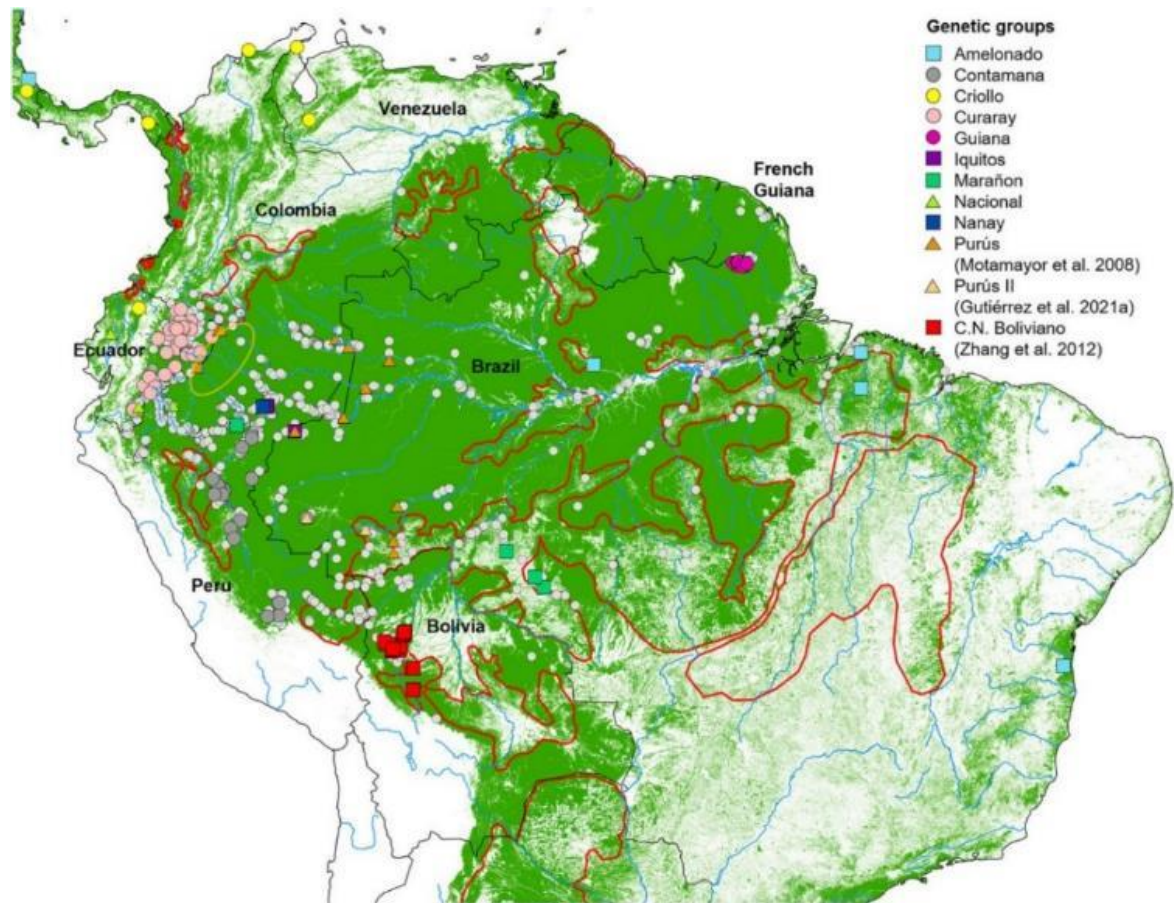 Genetic groups
Amelonado
Contamana
Criollo
Curaray
Guiana
Iquitos
Marañon
Nacional
Nanay
Purús
(Motamayor et al. 2008)
Purús II
(Gutiérrez et al. 2021a)
C.N. Boliviano
(Zhang et al. 2012)
Venezuela
French
Guiana
Colombia
Ecuador
Brazil
Peru
Bolivia